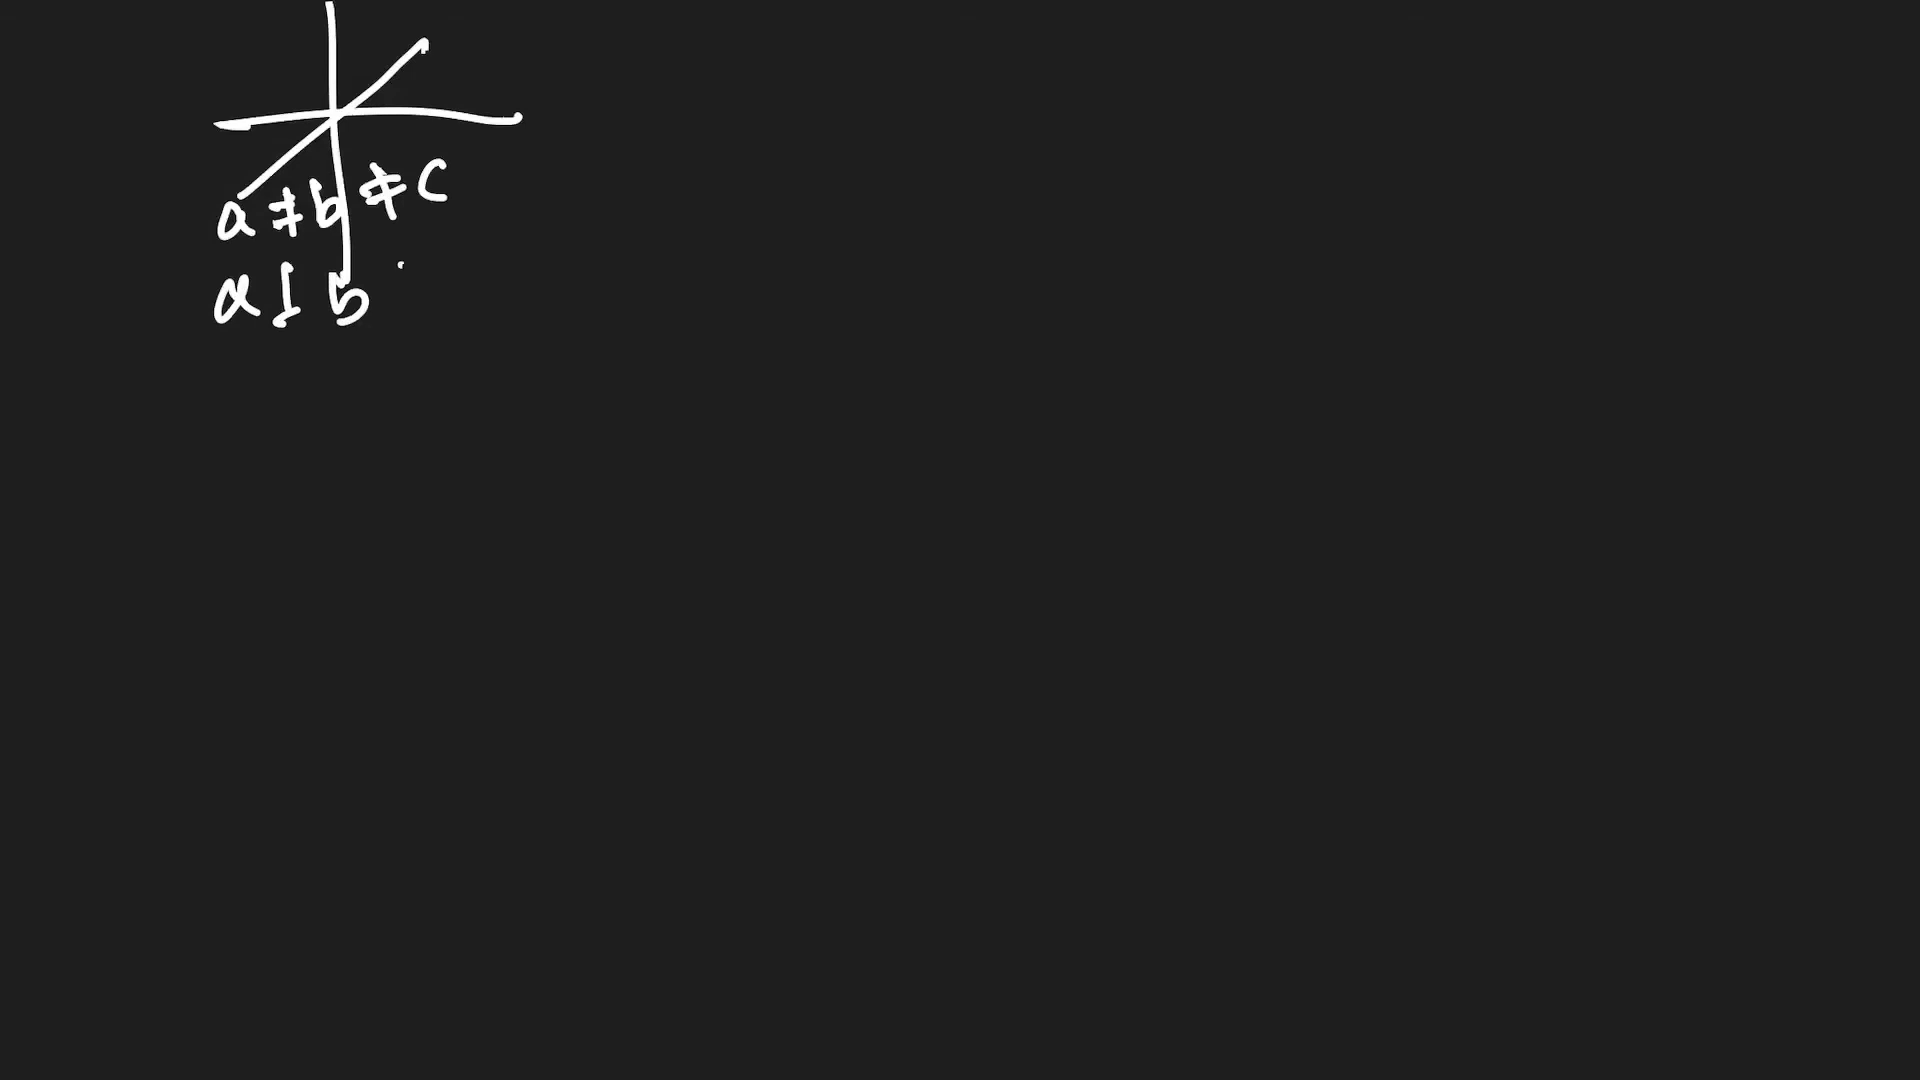 a ≠ b ≠ c
a ⊥ b